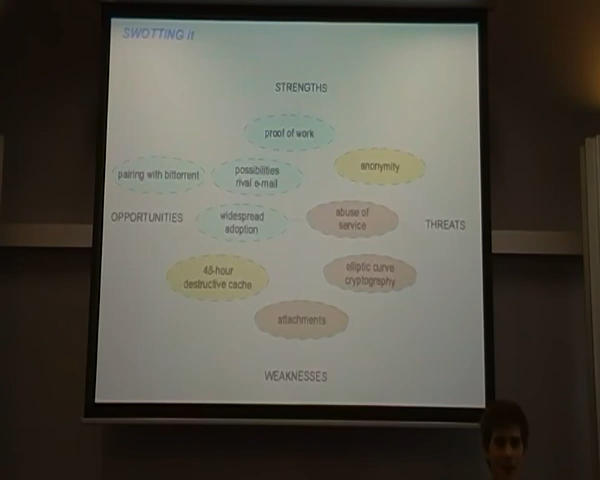 SWOTTING it
STRENGTHS
proof of work
anonymity
pairing with bittorrent
possibilities
rival e-mail
OPPORTUNITIES
widespread
adoption
abuse of
service
THREATS
48-hour
destructive cache
elliptic curve
cryptography
attachments
WEAKNESSES